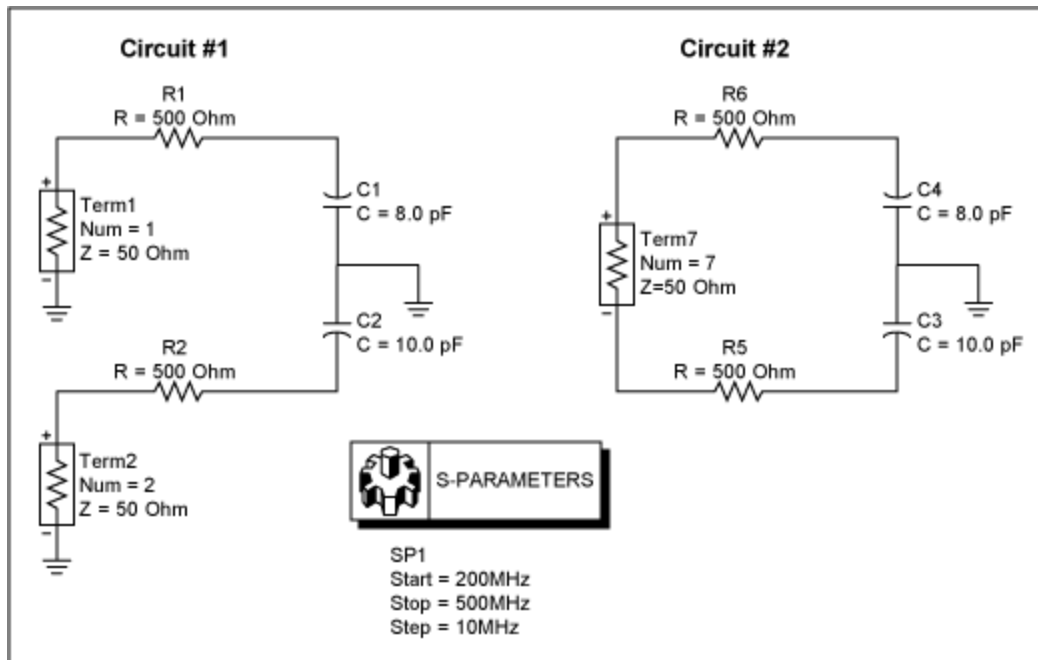 Circuit #1
R1
R = 500 Ohm
+
Term1
Num = 1
Z = 50 Ohm
-
C1
C = 8.0 pF
C2
C = 10.0 pF
R2
R = 500 Ohm
+
Term2
Num = 2
Z = 50 Ohm
-
Circuit #2
R6
R = 500 Ohm
+
Term7
Num = 7
Z=50 Ohm
-
C4
C = 8.0 pF
C3
C = 10.0 pF
R5
R = 500 Ohm
S-PARAMETERS
SP1
Start = 200MHz
Stop = 500MHz
Step = 10MHz